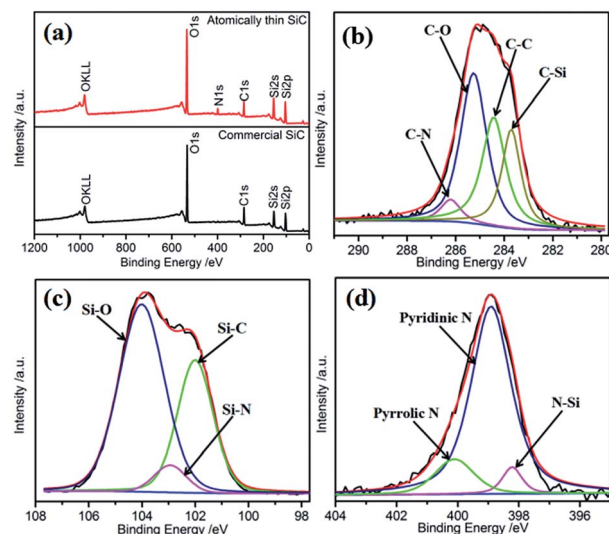 (a)
Atomically thin SiC
OKLL
O1s
N1s
C1s
Si2s
Si2p
Commercial SiC
OKLL
O1s
C1s
Si2s
Si2p
Intensity /a.u.
1200 1000 800 600 400 200 0
Binding Energy /eV
(b)
C-O
C-C
C-Si
C-N
Intensity /a.u.
290 288 286 284 282 280
Binding Energy /eV
(c)
Si-O
Si-C
Si-N
Intensity /a.u.
108 106 104 102 100 98
Binding Energy /eV
(d)
Pyridinic N
Pyrrolic N
N-Si
Intensity /a.u.
404 402 400 398 396
Binding Energy /eV